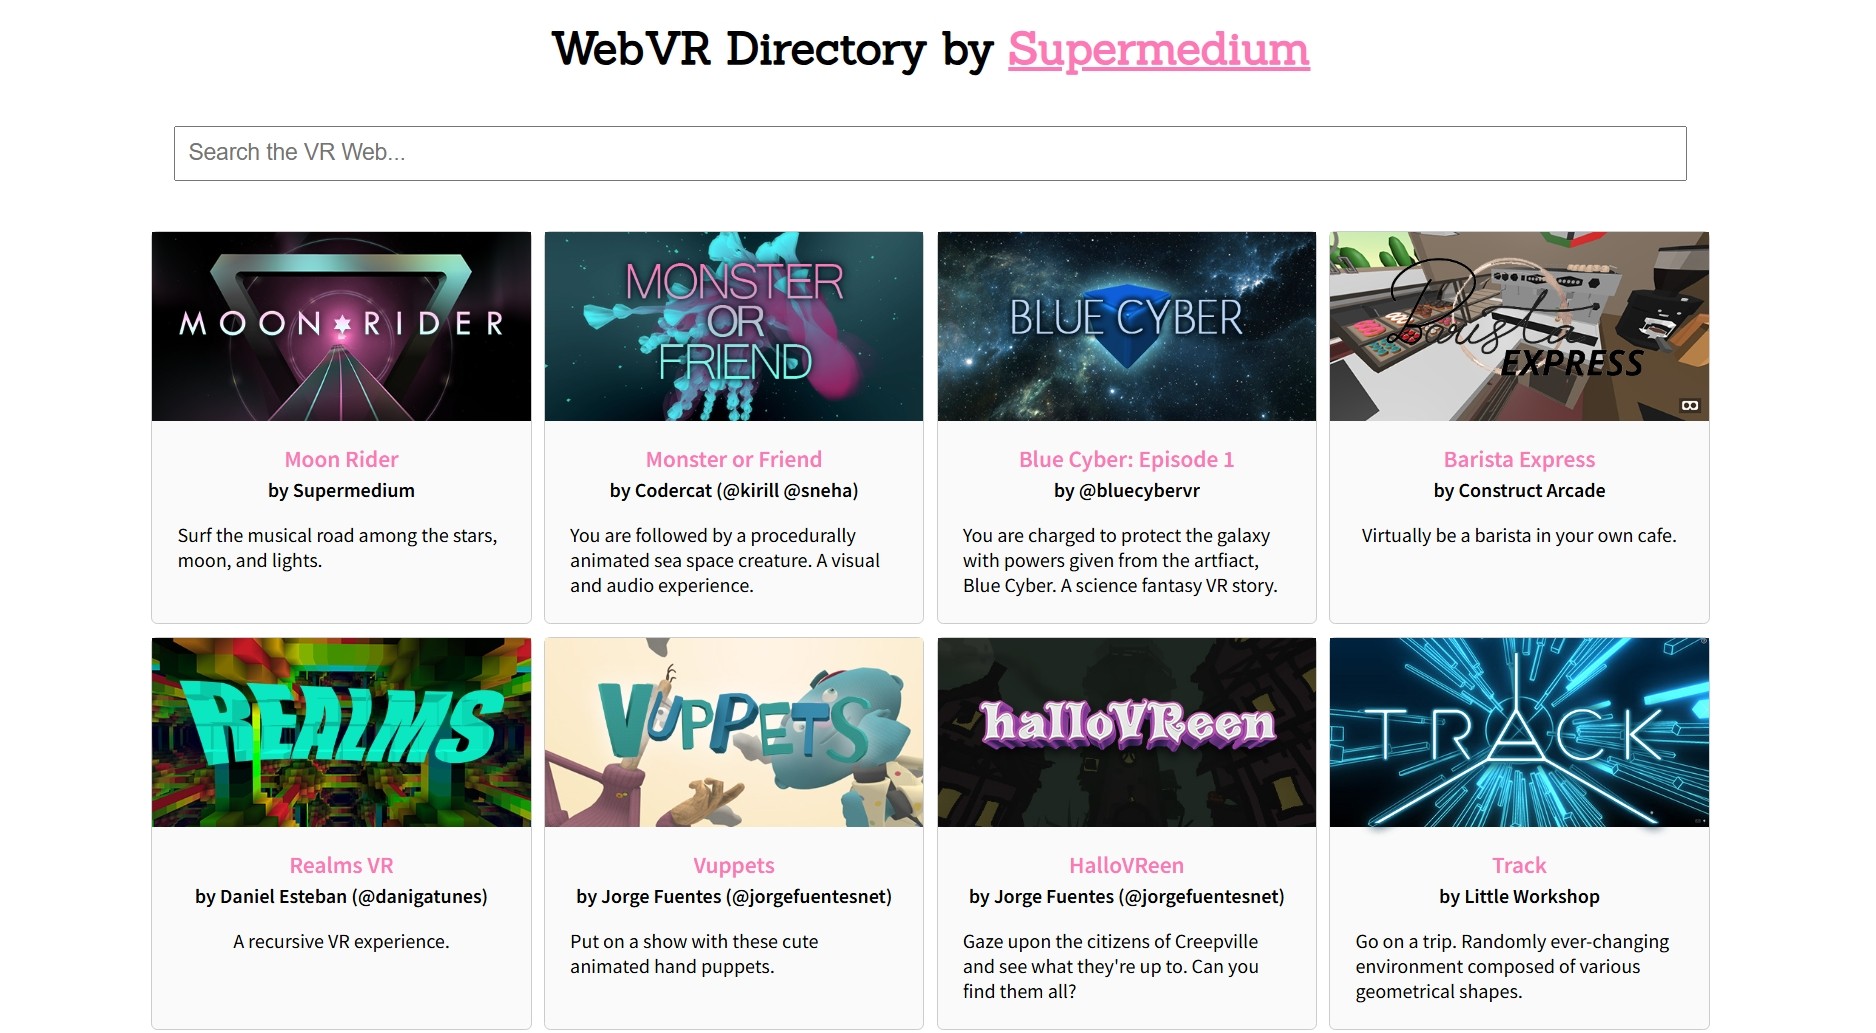 WebVR Directory by Supermedium
Search the VR Web...
MOON RIDER
Moon Rider
by Supermedium
Surf the musical road among the stars,
moon, and lights.
MONSTER
OR
FRIEND
Monster or Friend
by Codercat (@kirill @sneha)
You are followed by a procedurally
animated sea space creature. A visual
and audio experience.
BLUE CYBER
Blue Cyber: Episode 1
by @bluecybervr
You are charged to protect the galaxy
with powers given from the artfiact,
Blue Cyber. A science fantasy VR story.
Barista
EXPRESS
Barista Express
by Construct Arcade
Virtually be a barista in your own cafe.
REALMS
Realms VR
by Daniel Esteban (@danigatunes)
A recursive VR experience.
VUPPETS
Vuppets
by Jorge Fuentes (@jorgefuentesnet)
Put on a show with these cute
animated hand puppets.
halloVReen
HalloVReen
by Jorge Fuentes (@jorgefuentesnet)
Gaze upon the citizens of Creepville
and see what they're up to. Can you
find them all?
TRACK
Track
by Little Workshop
Go on a trip. Randomly ever-changing
environment composed of various
geometrical shapes.